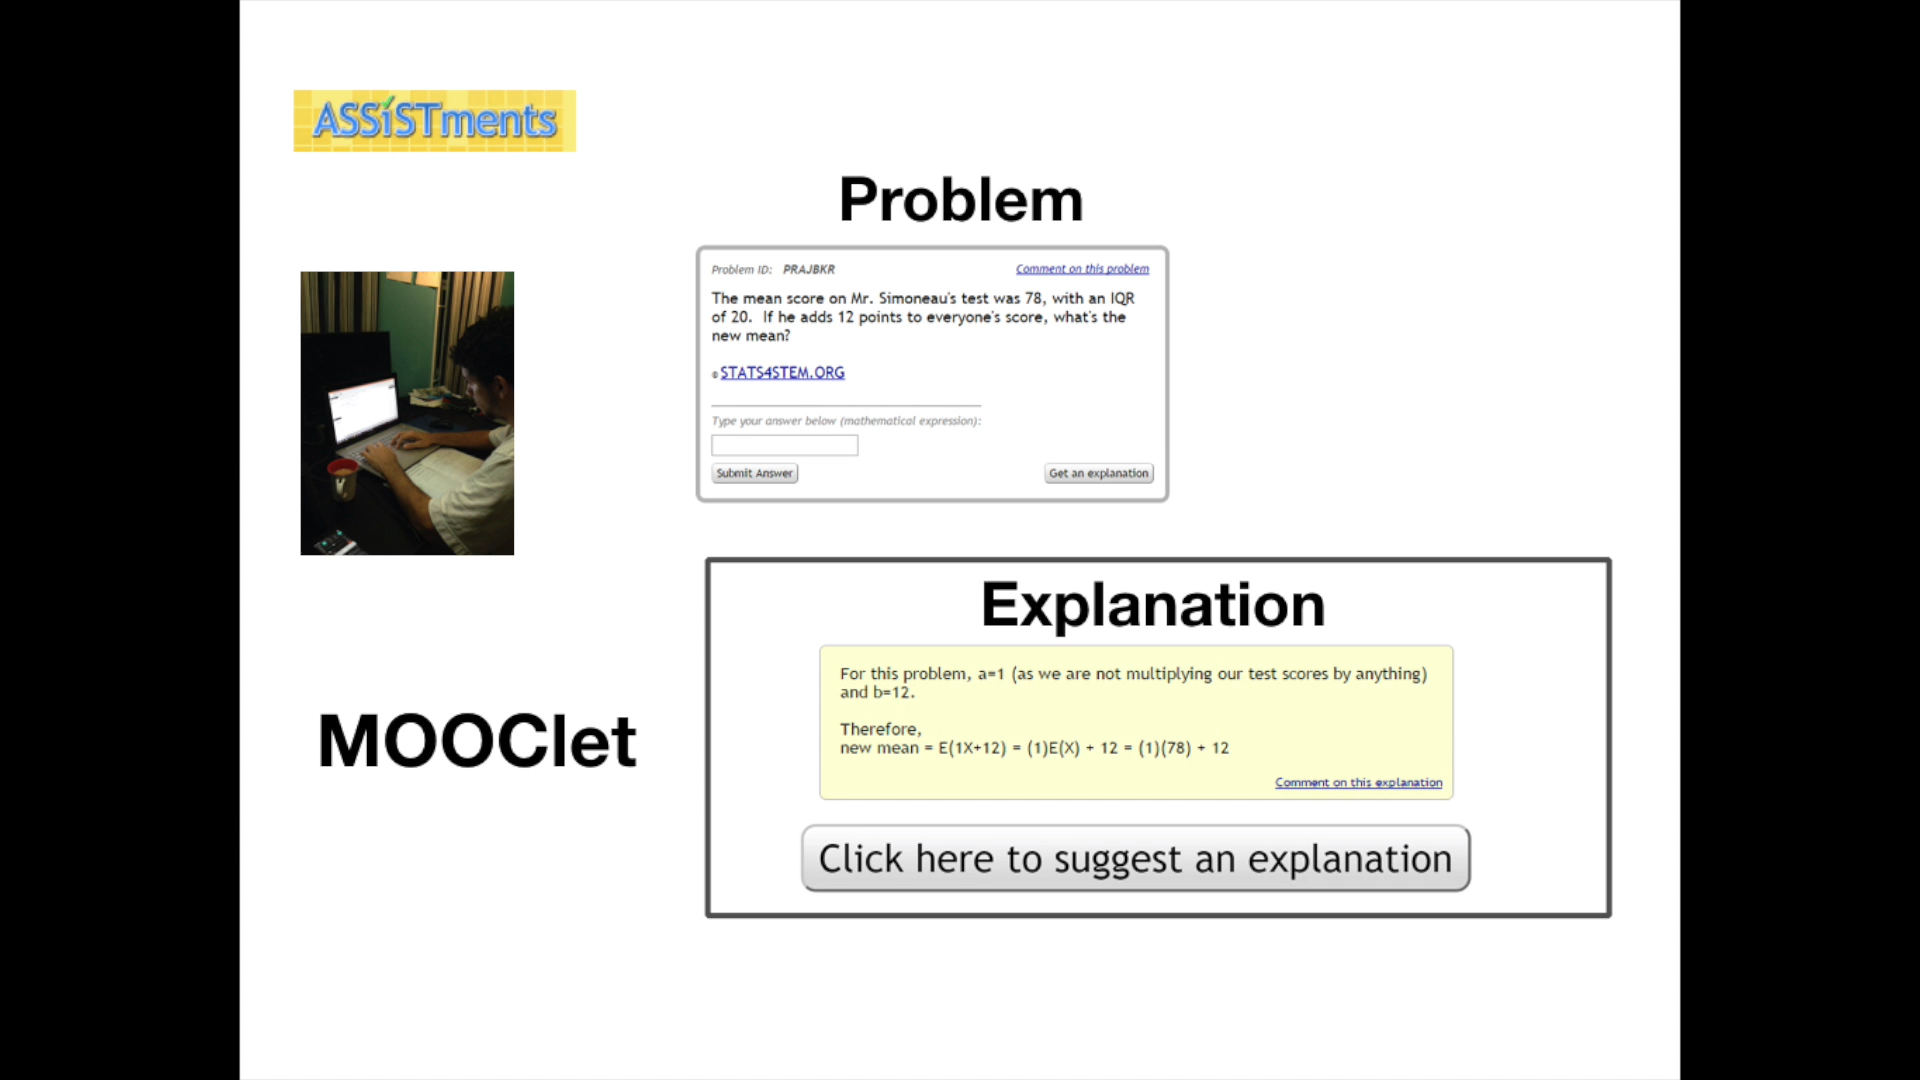 ASSiSTments
Problem
Problem ID: PRAJBKR
Comment on this problem
The mean score on Mr. Simoneau's test was 78, with an IQR
of 20. If he adds 12 points to everyone's score, what's the
new mean?
© STATS4STEM.ORG
Type your answer below (mathematical expression):
Submit Answer
Get an explanation
Explanation
For this problem, a=1 (as we are not multiplying our test scores by anything)
and b=12.
Therefore,
new mean = E(1X+12) = (1)E(X) + 12 = (1)(78) + 12
Comment on this explanation
Click here to suggest an explanation
MOOClet